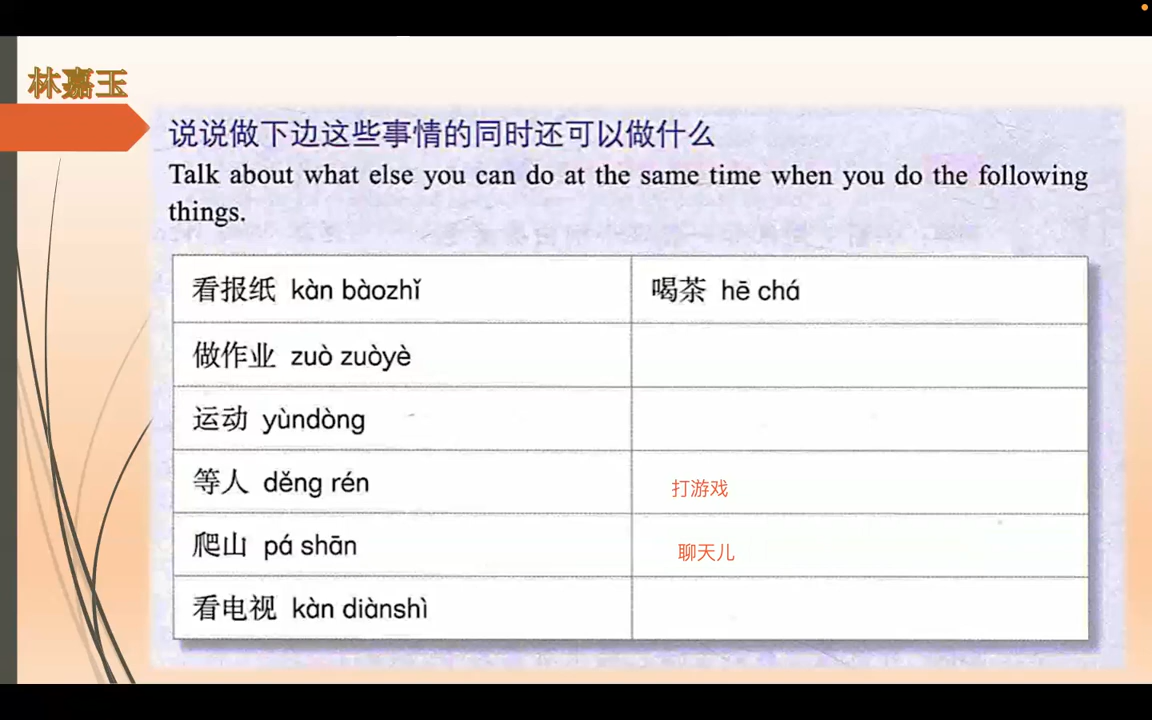 林嘉玉
说说做下边这些事情的同时还可以做什么
Talk about what else you can do at the same time when you do the following
things.
看报纸 kàn bàozhǐ 喝茶 hē chá
做作业 zuò zuòyè
运动 yùndòng
等人 děng rén 打游戏
爬山 pá shān 聊天儿
看电视 kàn diànshì